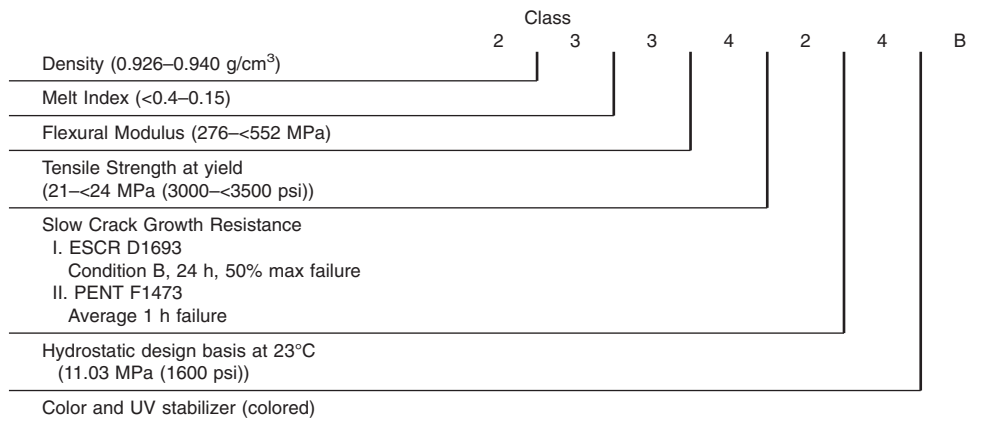 Class
2 3 3 4 2 4 B
Density (0.926–0.940 g/cm³)
Melt Index (<0.4–0.15)
Flexural Modulus (276–<552 MPa)
Tensile Strength at yield
(21–<24 MPa (3000–<3500 psi))
Slow Crack Growth Resistance
I. ESCR D1693
Condition B, 24 h, 50% max failure
II. PENT F1473
Average 1 h failure
Hydrostatic design basis at 23°C
(11.03 MPa (1600 psi))
Color and UV stabilizer (colored)